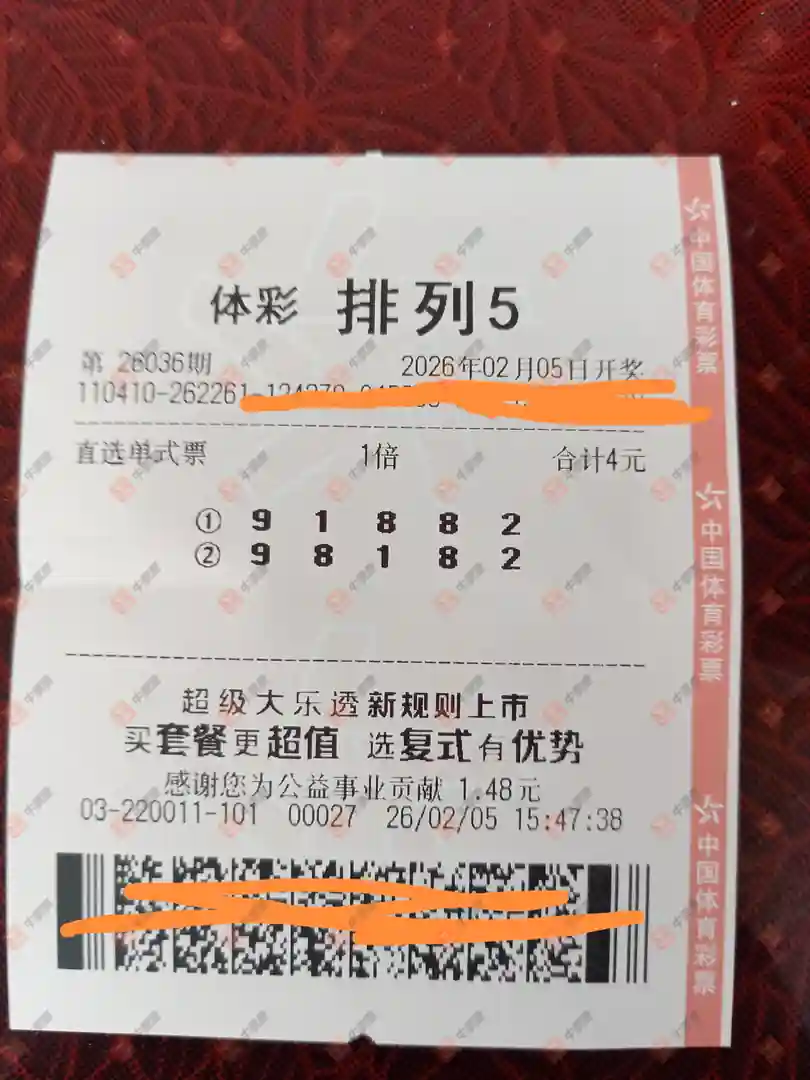 体彩 排列5
第 26036期 2026年02月05日开奖
110410-262261-
直选单式票 1倍 合计4元
① 9 1 8 8 2
② 9 8 1 8 2
超级大乐透新规则上市
买套餐更超值 选复式有优势
感谢您为公益事业贡献 1.48元
03-220011-101 00027 26/02/05 15:47:38
中国体育彩票
中国体育彩票
中国体育彩票